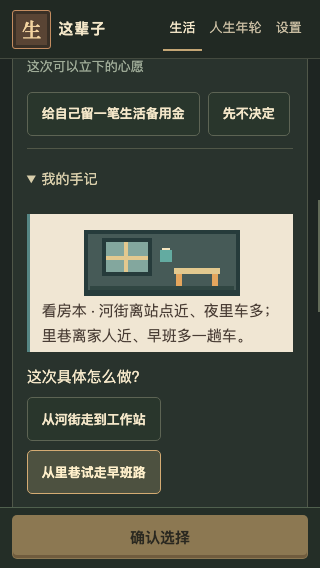 生 这辈子 生活 人生年轮 设置
这次可以立下的心愿
给自己留一笔生活备用金 先不决定
▼ 我的手记
看房本 · 河街离站点近、夜里车多；
里巷离家人近、早班多一趟车。
这次具体怎么做?
从河街走到工作站
从里巷试走早班路
确认选择